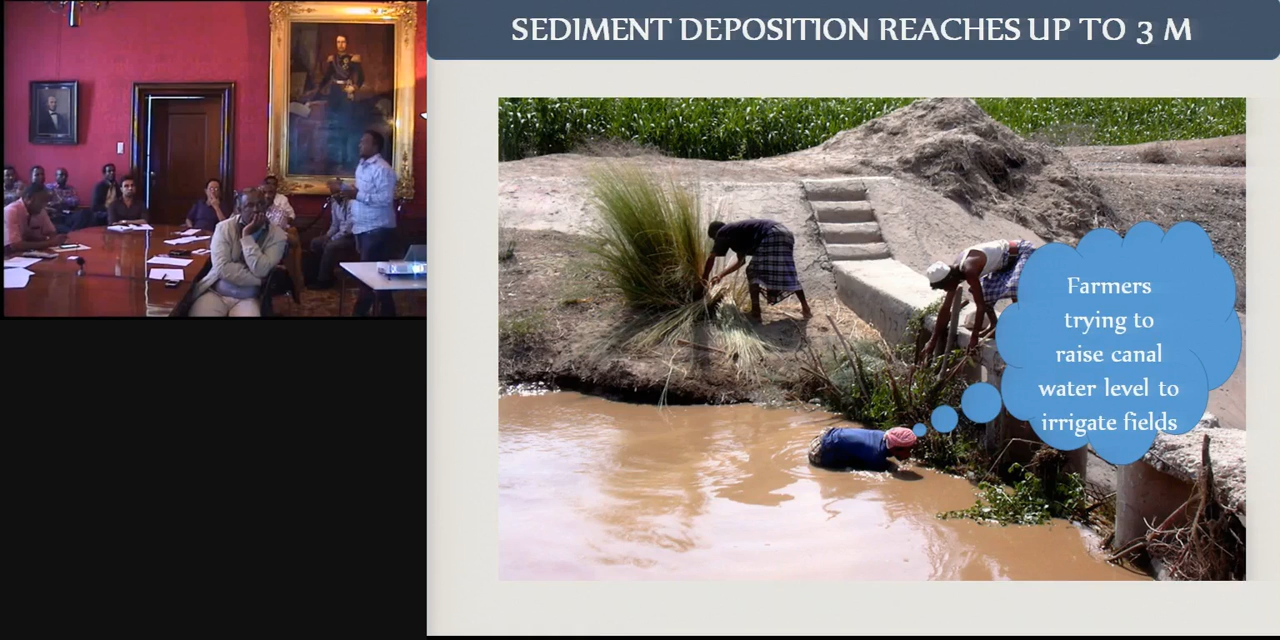 SEDIMENT DEPOSITION REACHES UP TO 3 M
Farmers
trying to
raise canal
water level to
irrigate fields